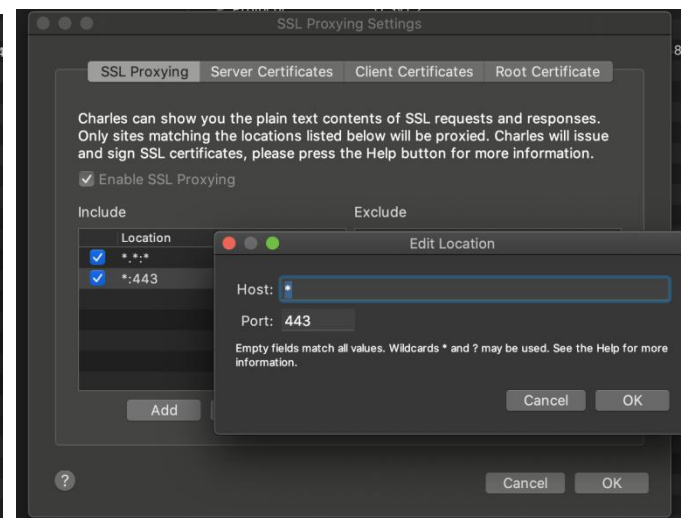 SSL Proxying Settings
SSL Proxying Server Certificates Client Certificates Root Certificate
Charles can show you the plain text contents of SSL requests and responses.
Only sites matching the locations listed below will be proxied. Charles will issue
and sign SSL certificates, please press the Help button for more information.
Enable SSL Proxying
Include Exclude
Location
*.*:*
*:443
Add
Edit Location
Host: *
Port: 443
Empty fields match all values. Wildcards * and ? may be used. See the Help for more
information.
Cancel OK
?
Cancel OK